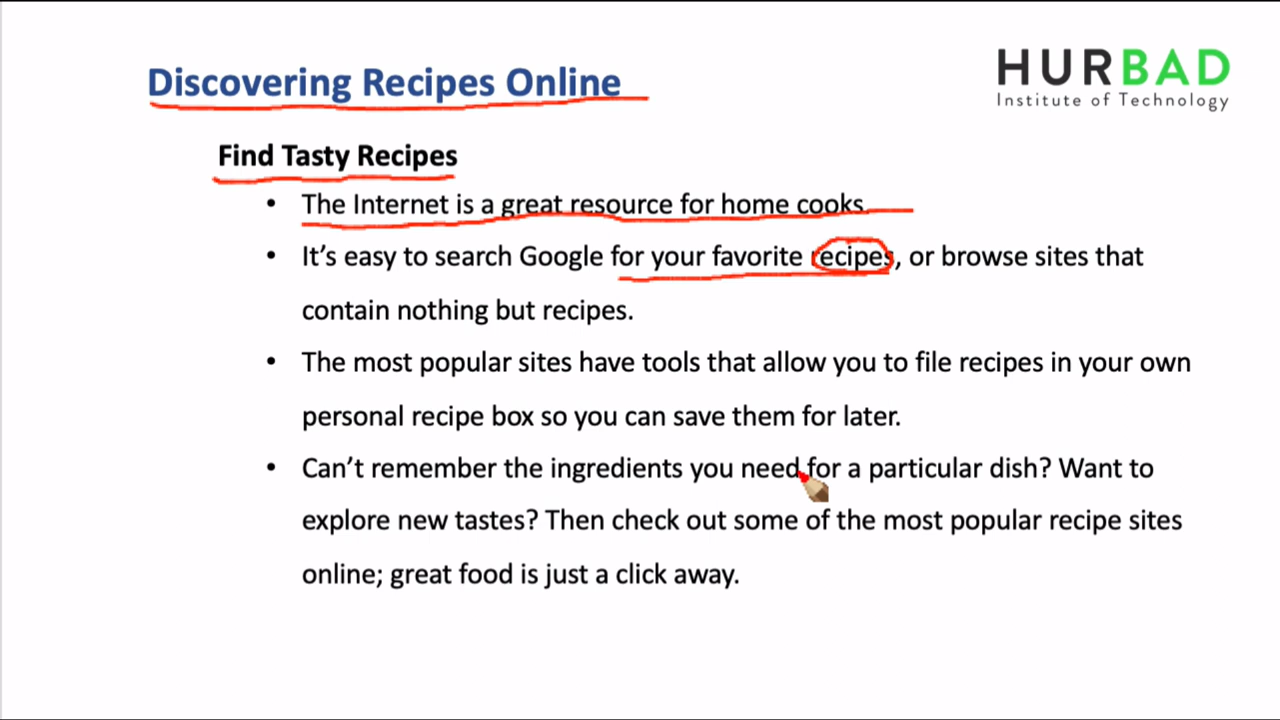 Discovering Recipes Online
HURBAD
Institute of Technology
Find Tasty Recipes
• The Internet is a great resource for home cooks.
• It’s easy to search Google for your favorite recipes, or browse sites that
contain nothing but recipes.
• The most popular sites have tools that allow you to file recipes in your own
personal recipe box so you can save them for later.
• Can’t remember the ingredients you need for a particular dish? Want to
explore new tastes? Then check out some of the most popular recipe sites
online; great food is just a click away.